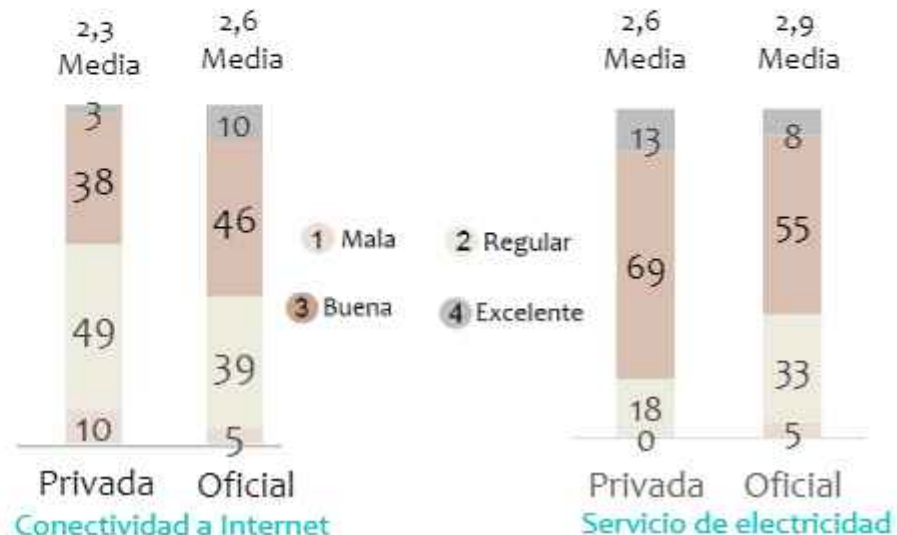 2,3
Media
2,6
Media
3
38
49
10
10
46
39
5
Privada
Oficial
Conectividad a Internet
1 Mala
2 Regular
3 Buena
4 Excelente
2,6
Media
2,9
Media
13
69
18
0
8
55
33
5
Privada
Oficial
Servicio de electricidad